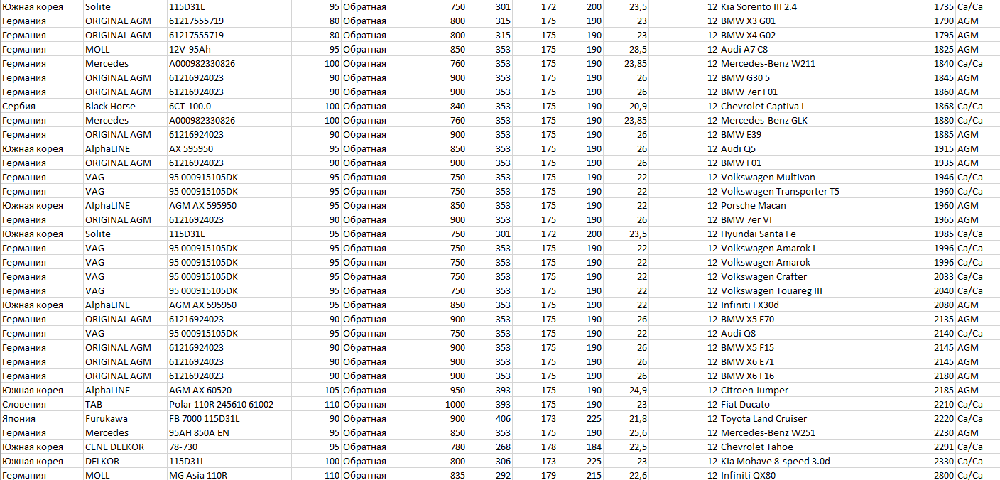 Южная корея Solite 115D31L 95 Обратная 750 301 172 200 23,5 12 Kia Sorento III 2.4 1735 Ca/Ca
Германия ORIGINAL AGM 61217555719 80 Обратная 800 315 175 190 23 12 BMW X3 G01 1790 AGM
Германия ORIGINAL AGM 61217555719 80 Обратная 800 315 175 190 23 12 BMW X4 G02 1795 AGM
Германия MOLL 12V-95Ah 95 Обратная 850 353 175 190 28,5 12 Audi A7 C8 1825 AGM
Германия Mercedes A000982330826 100 Обратная 760 353 175 190 23,85 12 Mercedes-Benz W211 1840 Ca/Ca
Германия ORIGINAL AGM 61216924023 90 Обратная 900 353 175 190 26 12 BMW G30 5 1845 AGM
Германия ORIGINAL AGM 61216924023 90 Обратная 900 353 175 190 26 12 BMW 7er F01 1860 AGM
Сербия Black Horse 6CT-100.0 100 Обратная 840 353 175 190 20,9 12 Chevrolet Captiva I 1868 Ca/Ca
Германия Mercedes A000982330826 100 Обратная 760 353 175 190 23,85 12 Mercedes-Benz GLK 1880 Ca/Ca
Германия ORIGINAL AGM 61216924023 90 Обратная 900 353 175 190 26 12 BMW E39 1885 AGM
Южная корея AlphaLINE AX 595950 95 Обратная 850 353 175 190 26 12 Audi Q5 1915 AGM
Германия ORIGINAL AGM 61216924023 90 Обратная 900 353 175 190 26 12 BMW F01 1935 AGM
Германия VAG 95 000915105DK 95 Обратная 750 353 175 190 22 12 Volkswagen Multivan 1946 Ca/Ca
Германия VAG 95 000915105DK 95 Обратная 750 353 175 190 22 12 Volkswagen Transporter T5 1960 Ca/Ca
Южная корея AlphaLINE AGM AX 595950 95 Обратная 850 353 175 190 22 12 Porsche Macan 1960 AGM
Германия ORIGINAL AGM 61216924023 90 Обратная 900 353 175 190 26 12 BMW 7er VI 1965 AGM
Южная корея Solite 115D31L 95 Обратная 750 301 172 200 23,5 12 Hyundai Santa Fe 1985 Ca/Ca
Германия VAG 95 000915105DK 95 Обратная 750 353 175 190 22 12 Volkswagen Amarok I 1996 Ca/Ca
Германия VAG 95 000915105DK 95 Обратная 750 353 175 190 22 12 Volkswagen Amarok 1996 Ca/Ca
Германия VAG 95 000915105DK 95 Обратная 750 353 175 190 22 12 Volkswagen Crafter 2033 Ca/Ca
Германия VAG 95 000915105DK 95 Обратная 750 353 175 190 22 12 Volkswagen Touareg III 2040 Ca/Ca
Южная корея AlphaLINE AGM AX 595950 95 Обратная 850 353 175 190 22 12 Infiniti FX30d 2080 AGM
Германия ORIGINAL AGM 61216924023 90 Обратная 900 353 175 190 26 12 BMW X5 E70 2135 AGM
Германия VAG 95 000915105DK 95 Обратная 750 353 175 190 22 12 Audi Q8 2140 Ca/Ca
Германия ORIGINAL AGM 61216924023 90 Обратная 900 353 175 190 26 12 BMW X5 F15 2145 AGM
Германия ORIGINAL AGM 61216924023 90 Обратная 900 353 175 190 26 12 BMW X6 E71 2145 AGM
Германия ORIGINAL AGM 61216924023 90 Обратная 900 353 175 190 26 12 BMW X6 F16 2180 AGM
Южная корея AlphaLINE AGM AX 60520 105 Обратная 950 393 175 190 24,9 12 Citroen Jumper 2185 AGM
Словения TAB Polar 110R 245610 61002 110 Обратная 1000 393 175 190 23 12 Fiat Ducato 2210 Ca/Ca
Япония Furukawa FB 7000 115D31L 90 Обратная 900 406 173 225 21,8 12 Toyota Land Cruiser 2220 Ca/Ca
Германия Mercedes 95AH 850A EN 95 Обратная 850 353 175 190 25,6 12 Mercedes-Benz W251 2230 AGM
Южная корея CENE DELKOR 78-730 95 Обратная 780 268 178 184 22,5 12 Chevrolet Tahoe 2291 Ca/Ca
Южная корея DELKOR 115D31L 100 Обратная 800 306 173 225 23 12 Kia Mohave 8-speed 3.0d 2330 Ca/Ca
Германия MOLL MG Asia 110R 110 Обратная 835 292 179 215 22,6 12 Infiniti QX80 2800 Ca/Ca